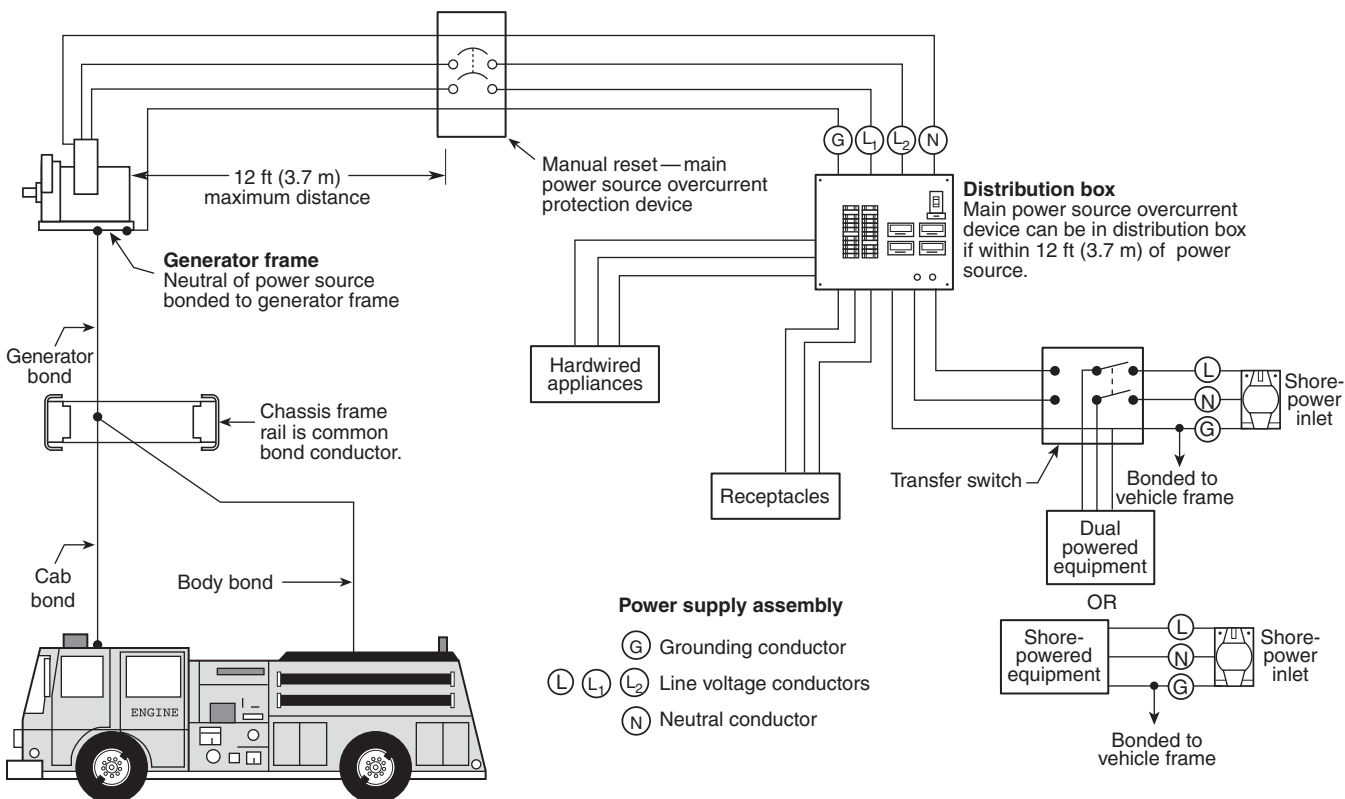 12 ft (3.7 m)
maximum distance
Manual reset—main
power source overcurrent
protection device
G
L1
L2
N
Distribution box
Main power source overcurrent
device can be in distribution box
if within 12 ft (3.7 m) of power
source.
Generator frame
Neutral of power source
bonded to generator frame
Generator
bond
Hardwired
appliances
Chassis frame
rail is common
bond conductor.
L
N
G
Shore-
power
inlet
Receptacles
Transfer switch
Bonded to
vehicle frame
Dual
powered
equipment
Cab
bond
Body bond
OR
Power supply assembly
G Grounding conductor
L L1 L2 Line voltage conductors
N Neutral conductor
Shore-
powered
equipment
L
N
G
Shore-
power
inlet
Bonded to
vehicle frame
ENGINE